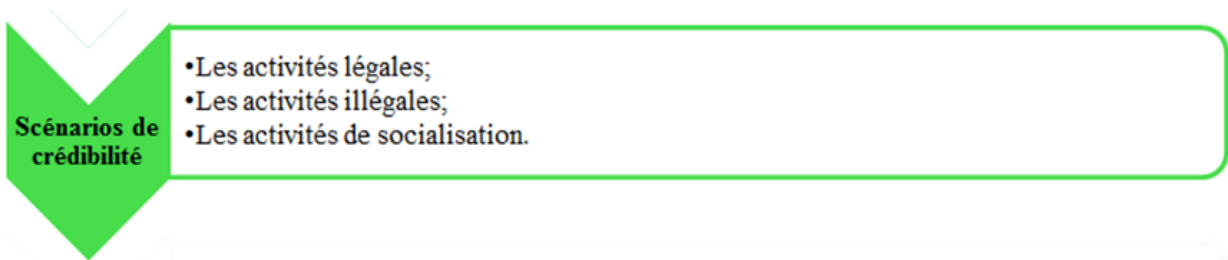 Scénarios de
crédibilité
•Les activités légales;
•Les activités illégales;
•Les activités de socialisation.